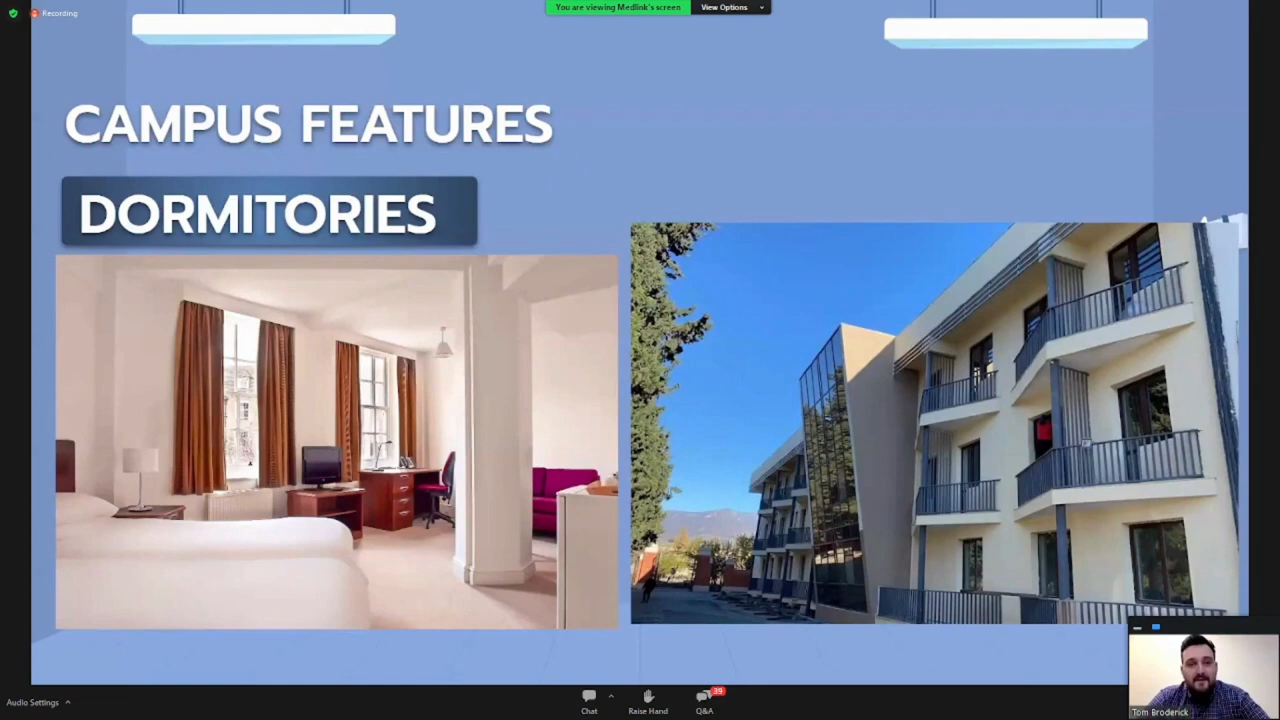 Recording
You are viewing Medlink's screen
View Options
CAMPUS FEATURES
DORMITORIES
Tom Broderick
Audio Settings
Chat
Raise Hand
39
Q&A